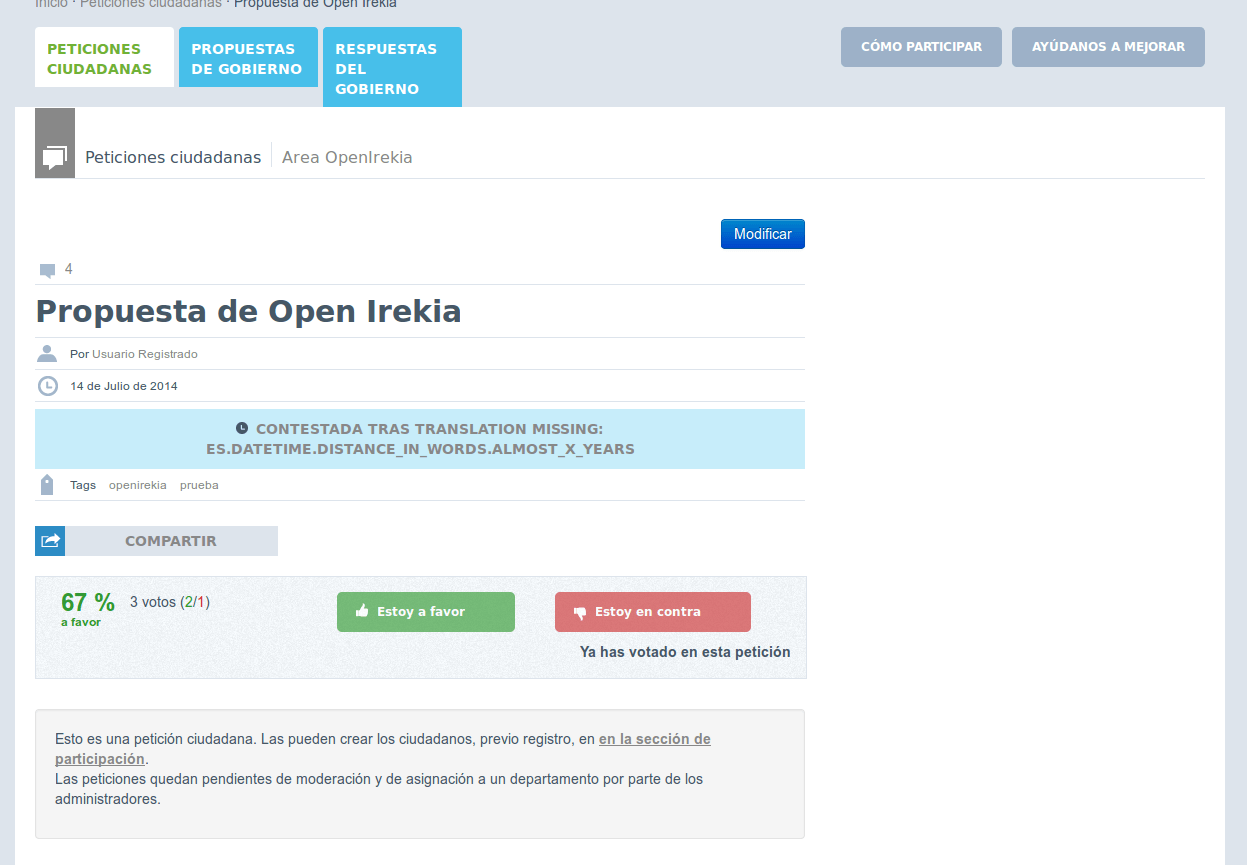 Inicio · Peticiones ciudadanas · Propuesta de Open Irekia
PETICIONES
CIUDADANAS
PROPUESTAS
DE GOBIERNO
RESPUESTAS
DEL
GOBIERNO
CÓMO PARTICIPAR
AYÚDANOS A MEJORAR
Peticiones ciudadanas
Area OpenIrekia
Modificar
4
Propuesta de Open Irekia
Por Usuario Registrado
14 de Julio de 2014
CONTESTADA TRAS TRANSLATION MISSING:
ES.DATETIME.DISTANCE_IN_WORDS.ALMOST_X_YEARS
Tags openirekia prueba
COMPARTIR
67 %
a favor
3 votos (2/1)
Estoy a favor
Estoy en contra
Ya has votado en esta petición
Esto es una petición ciudadana. Las pueden crear los ciudadanos, previo registro, en en la sección de
participación.
Las peticiones quedan pendientes de moderación y de asignación a un departamento por parte de los
administradores.